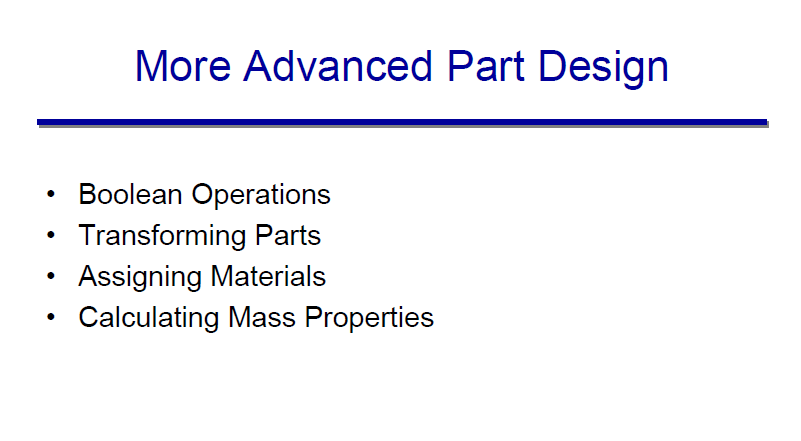 More Advanced Part Design
• Boolean Operations
• Transforming Parts
• Assigning Materials
• Calculating Mass Properties